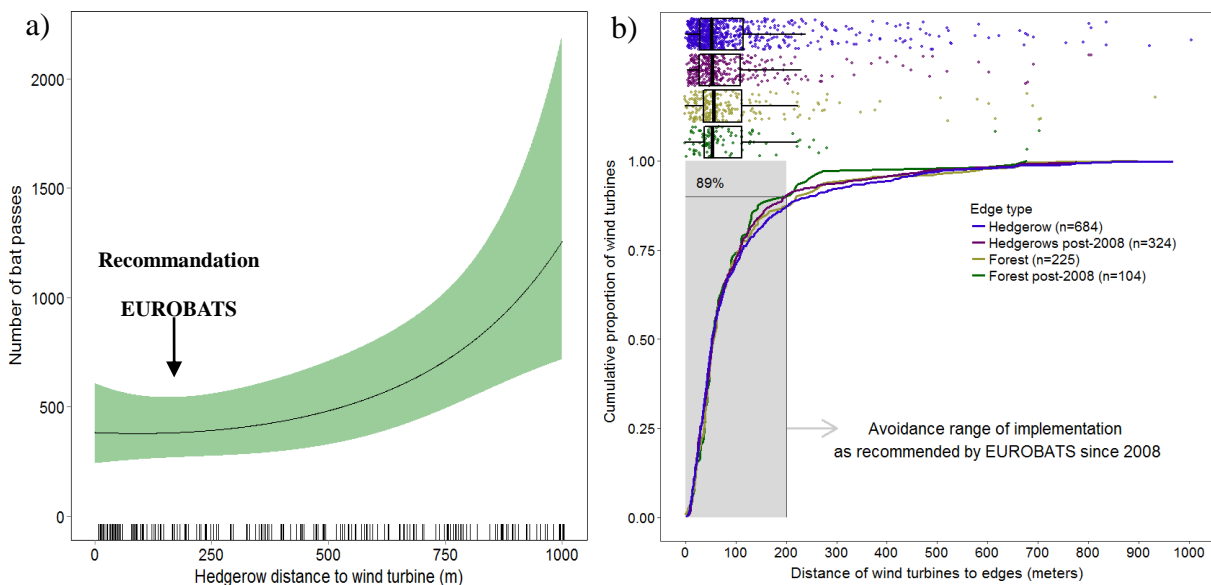 a)
2000
1500
1000
500
0
Number of bat passes
Recommandation
EUROBATS
0
250
500
750
1000
Hedgerow distance to wind turbine (m)
b)
1.00
0.75
0.50
0.25
0.00
Cumulative proportion of wind turbines
89%
Edge type
Hedgerow (n=684)
Hedgerows post-2008 (n=324)
Forest (n=225)
Forest post-2008 (n=104)
Avoidance range of implementation
as recommended by EUROBATS since 2008
0
100
200
300
400
500
600
700
800
900
1000
Distance of wind turbines to edges (meters)